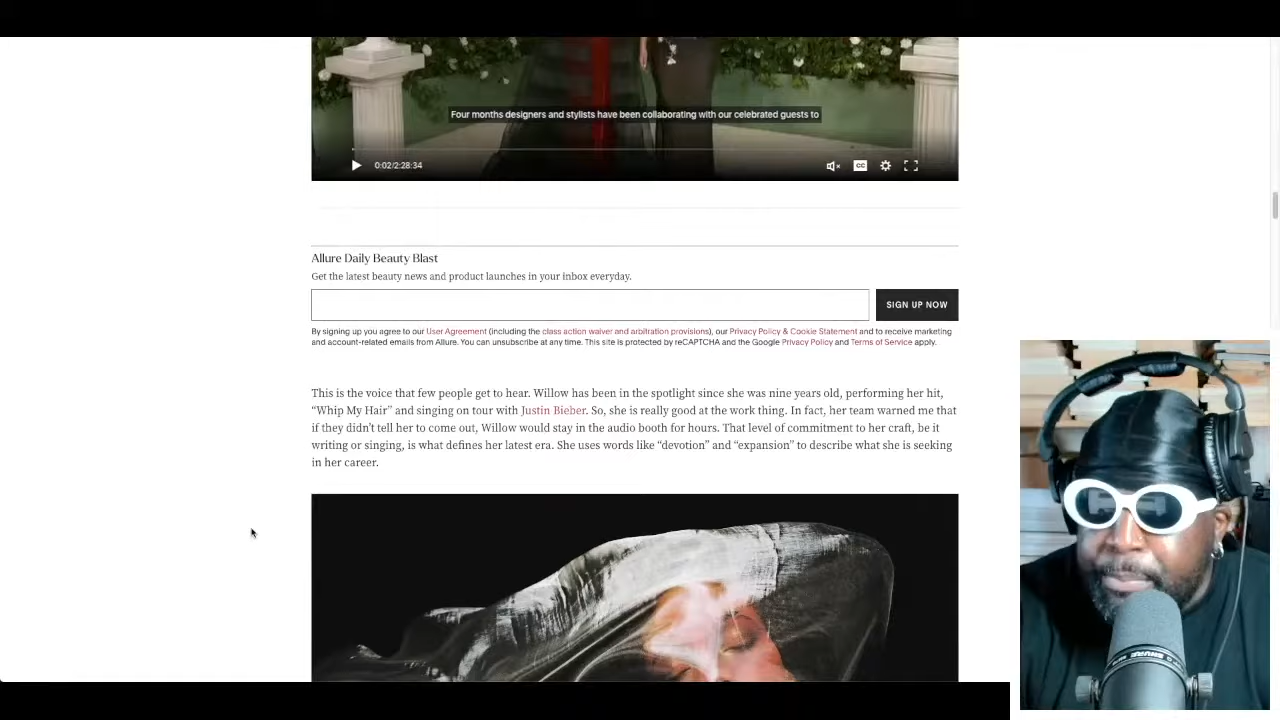 Four months designers and stylists have been collaborating with our celebrated guests to
0:02/2:28:34
CC
Allure Daily Beauty Blast
Get the latest beauty news and product launches in your inbox everyday.
SIGN UP NOW
By signing up you agree to our User Agreement (including the class action waiver and arbitration provisions), our Privacy Policy & Cookie Statement and to receive marketing
and account-related emails from Allure. You can unsubscribe at any time. This site is protected by reCAPTCHA and the Google Privacy Policy and Terms of Service apply.
This is the voice that few people get to hear. Willow has been in the spotlight since she was nine years old, performing her hit,
“Whip My Hair” and singing on tour with Justin Bieber. So, she is really good at the work thing. In fact, her team warned me that
if they didn’t tell her to come out, Willow would stay in the audio booth for hours. That level of commitment to her craft, be it
writing or singing, is what defines her latest era. She uses words like “devotion” and “expansion” to describe what she is seeking
in her career.
SHURE